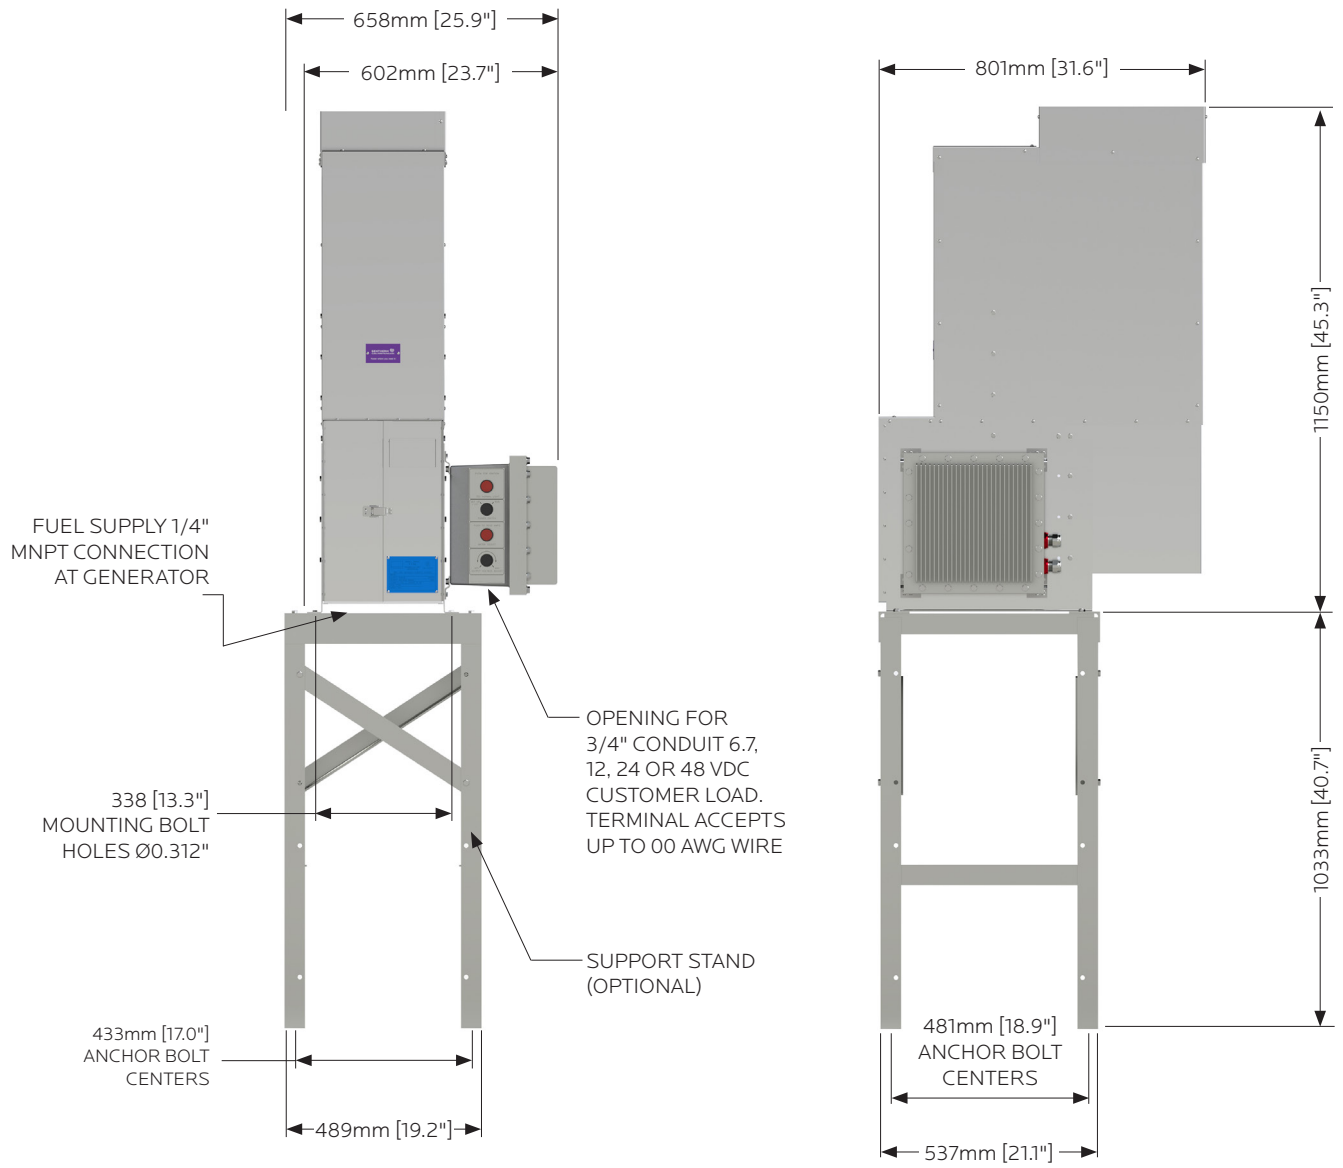 658mm [25.9"]
602mm [23.7"]
801mm [31.6"]
1150mm [45.3"]
FUEL SUPPLY 1/4"
MNPT CONNECTION
AT GENERATOR
OPENING FOR
3/4" CONDUIT 6.7,
12, 24 OR 48 VDC
CUSTOMER LOAD.
TERMINAL ACCEPTS
UP TO 00 AWG WIRE
338 [13.3"]
MOUNTING BOLT
HOLES Ø0.312"
1033mm [40.7"]
SUPPORT STAND
(OPTIONAL)
433mm [17.0"]
ANCHOR BOLT
CENTERS
481mm [18.9"]
ANCHOR BOLT
CENTERS
489mm [19.2"]
537mm [21.1"]